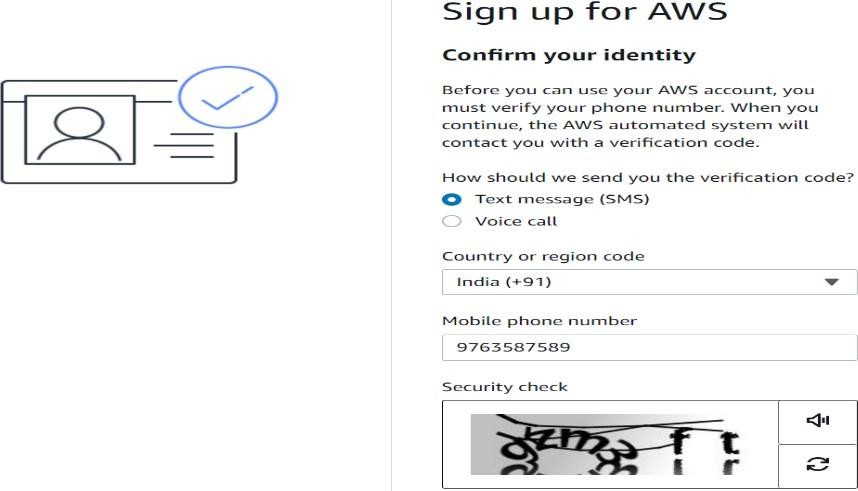 Sign up for AWS
Confirm your identity
Before you can use your AWS account, you
must verify your phone number. When you
continue, the AWS automated system will
contact you with a verification code.
How should we send you the verification code?
Text message (SMS)
Voice call
Country or region code
India (+91)
Mobile phone number
9763587589
Security check